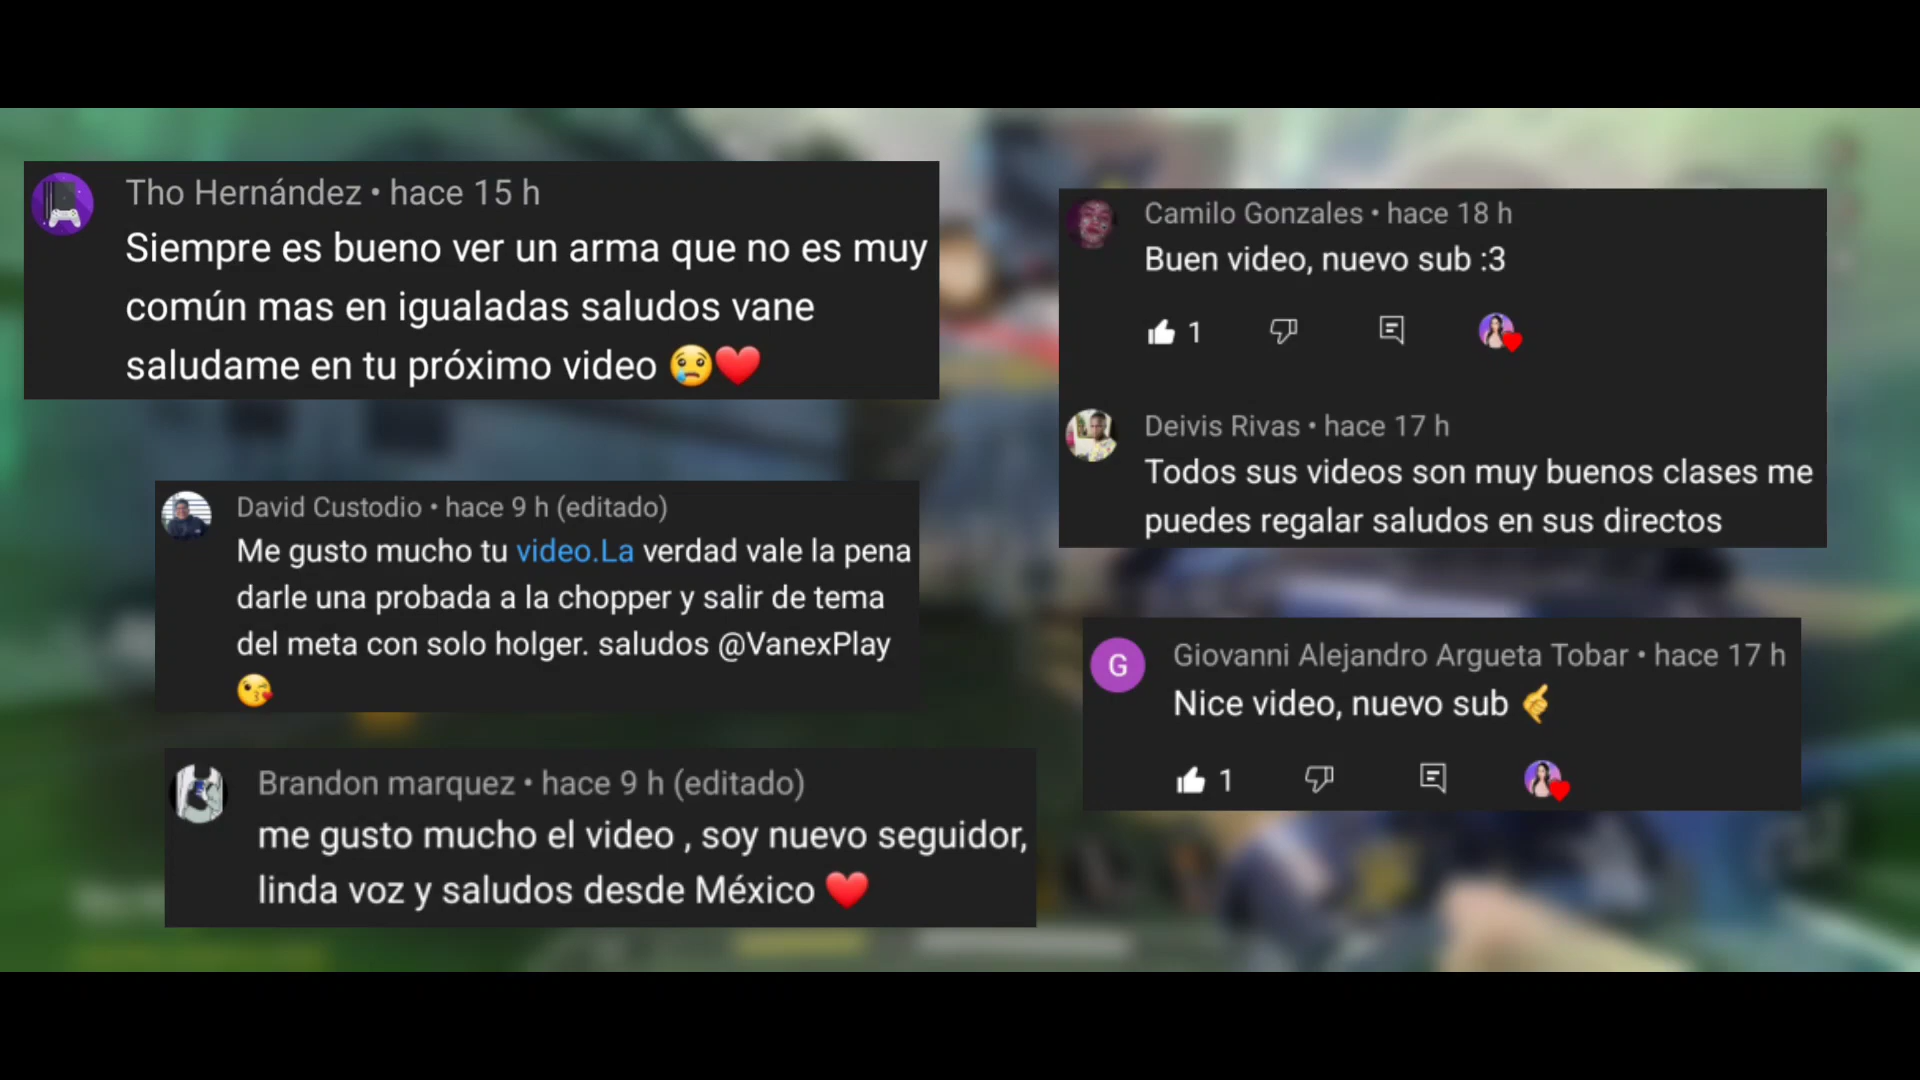 Tho Hernández • hace 15 h
Siempre es bueno ver un arma que no es muy
común mas en igualadas saludos vane
saludame en tu próximo video 😢❤️
David Custodio • hace 9 h (editado)
Me gusto mucho tu video.La verdad vale la pena
darle una probada a la chopper y salir de tema
del meta con solo holger. saludos @VanexPlay
😘
Brandon marquez • hace 9 h (editado)
me gusto mucho el video , soy nuevo seguidor,
linda voz y saludos desde México ❤️
Camilo Gonzales • hace 18 h
Buen video, nuevo sub :3
1
Deivis Rivas • hace 17 h
Todos sus videos son muy buenos clases me
puedes regalar saludos en sus directos
G
Giovanni Alejandro Argueta Tobar • hace 17 h
Nice video, nuevo sub 🤙
1